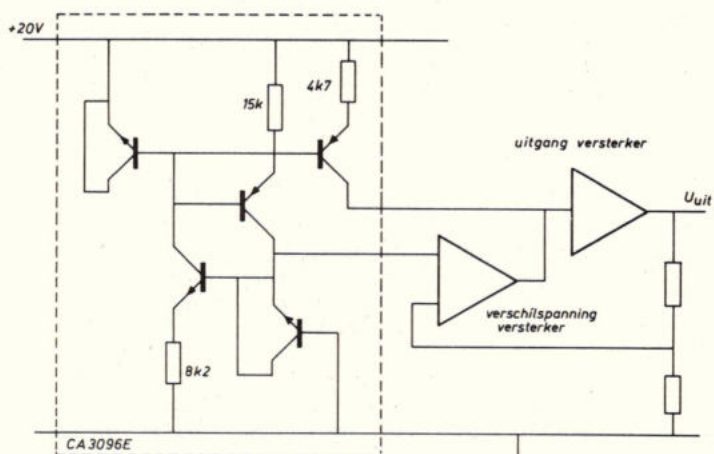 +20V
15k
4k7
uitgang versterker
Uuit
verschilspanning
versterker
8k2
CA3096E